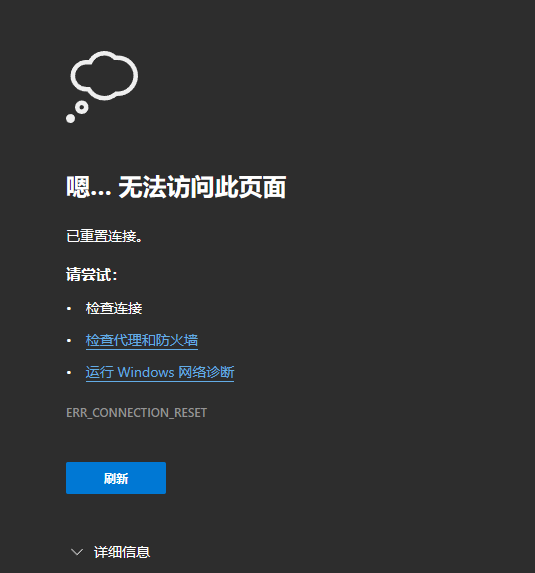 嗯... 无法访问此页面
已重置连接。
请尝试：
• 检查连接
• 检查代理和防火墙
• 运行 Windows 网络诊断
ERR_CONNECTION_RESET
刷新
详细信息